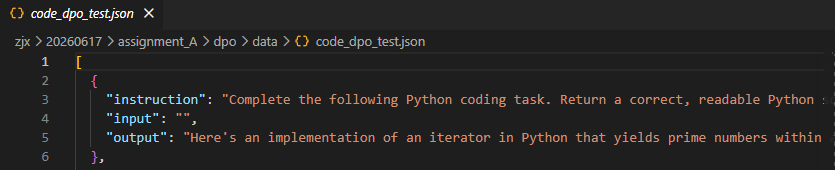 {} code_dpo_test.json ×
zjx > 20260617 > assignment_A > dpo > data > {} code_dpo_test.json
1 [
2 {
3 "instruction": "Complete the following Python coding task. Return a correct, readable Python
4 "input": "",
5 "output": "Here's an implementation of an iterator in Python that yields prime numbers within
6 },